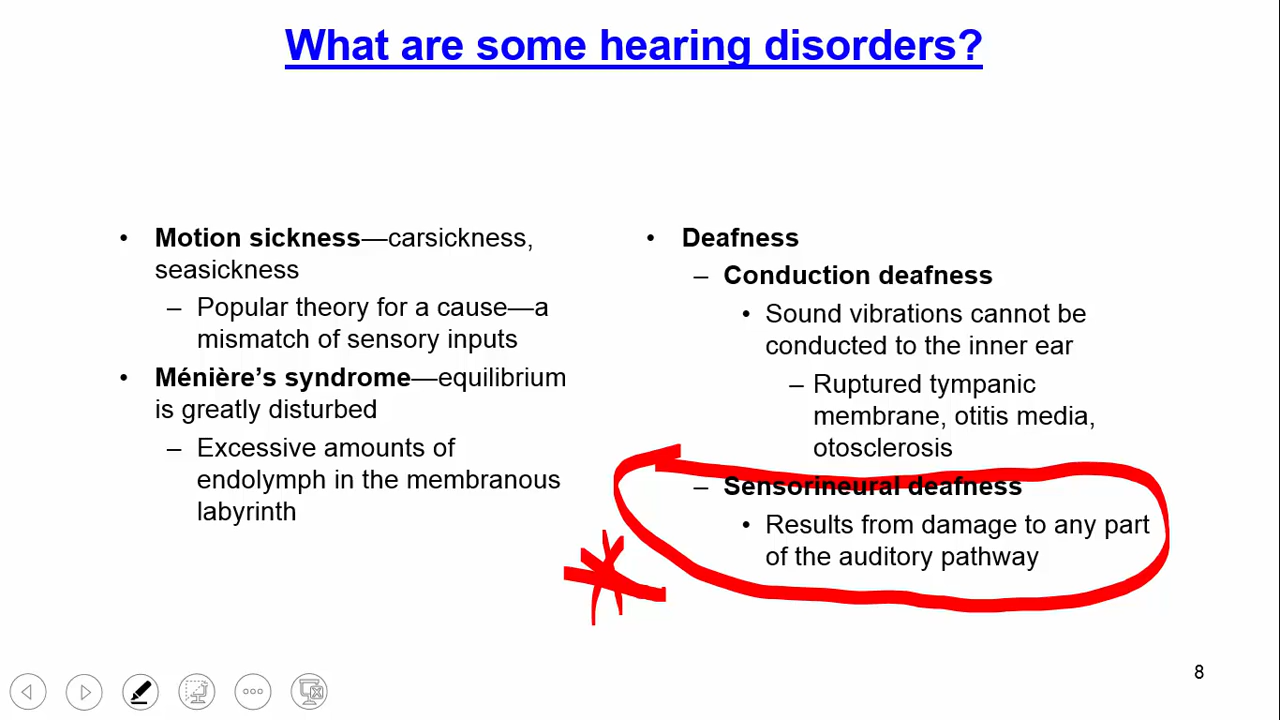 What are some hearing disorders?
• Motion sickness—carsickness,
seasickness
– Popular theory for a cause—a
mismatch of sensory inputs
• Ménière’s syndrome—equilibrium
is greatly disturbed
– Excessive amounts of
endolymph in the membranous
labyrinth
• Deafness
– Conduction deafness
• Sound vibrations cannot be
conducted to the inner ear
– Ruptured tympanic
membrane, otitis media,
otosclerosis
– Sensorineural deafness
• Results from damage to any part
of the auditory pathway
8